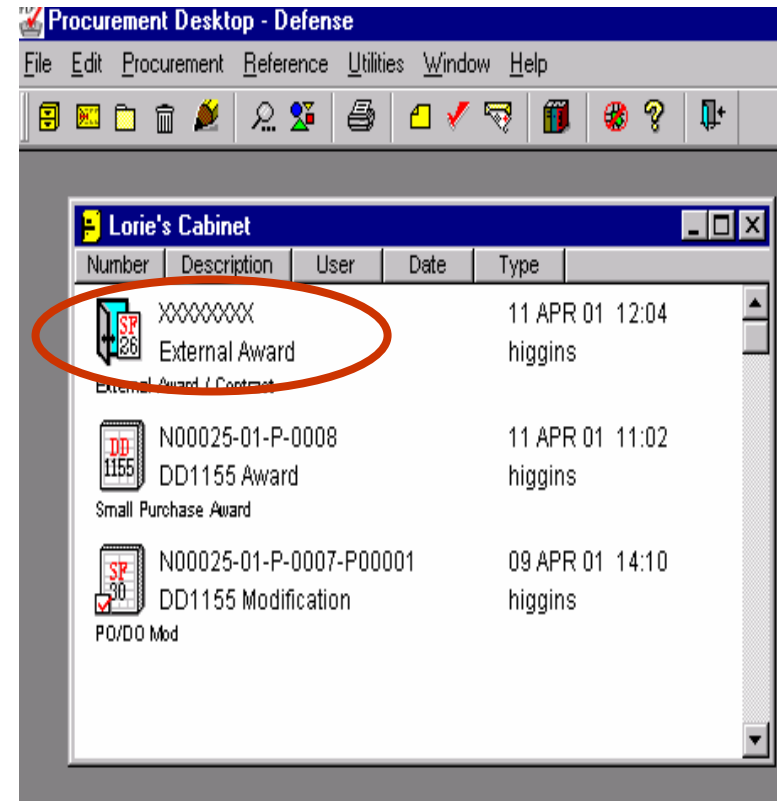 Procurement Desktop - Defense
File Edit Procurement Reference Utilities Window Help
Lorie's Cabinet
Number Description User Date Type
SF 26
XXXXXXXX 11 APR 01 12:04
External Award higgins
External Award / Contract
DD 1155
N00025-01-P-0008 11 APR 01 11:02
DD1155 Award higgins
Small Purchase Award
SF 30
N00025-01-P-0007-P00001 09 APR 01 14:10
DD1155 Modification higgins
PO/DO Mod